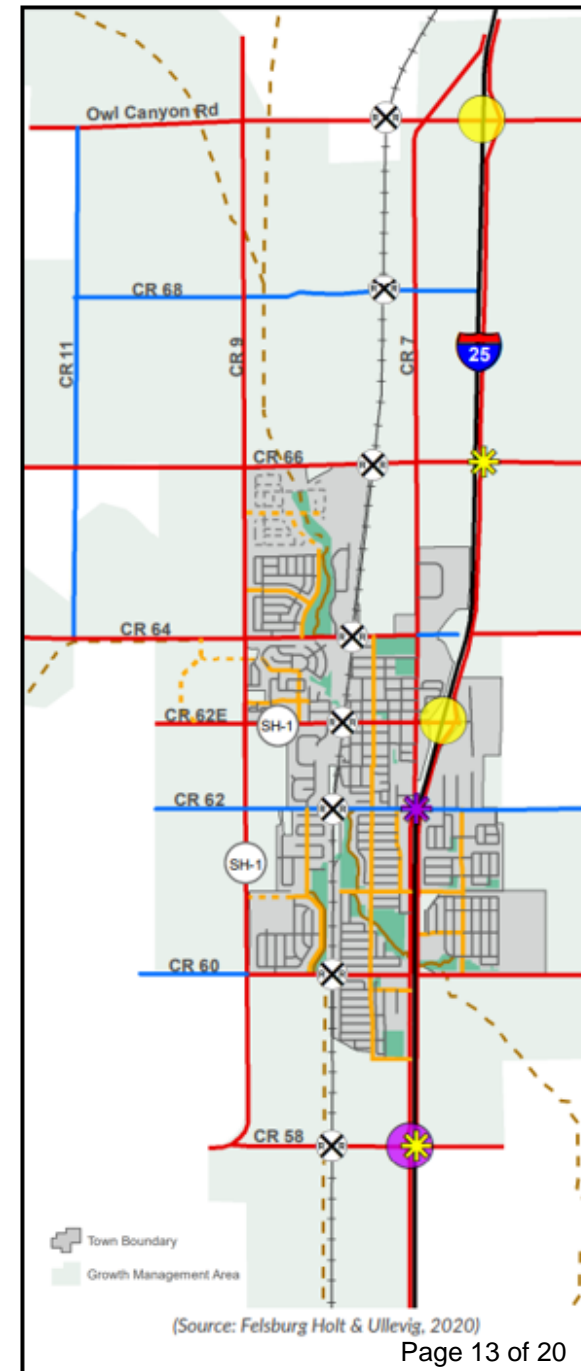 Owl Canyon Rd
R R
CR 68
R R
CR 11
CR 9
CR 7
25
CR 66
R R
CR 64
R R
CR 62E
SH-1
R R
CR 62
R R
SH-1
CR 60
R R
CR 58
R R
Town Boundary
Growth Management Area
(Source: Felsburg Holt & Ullevig, 2020)
Page 13 of 20